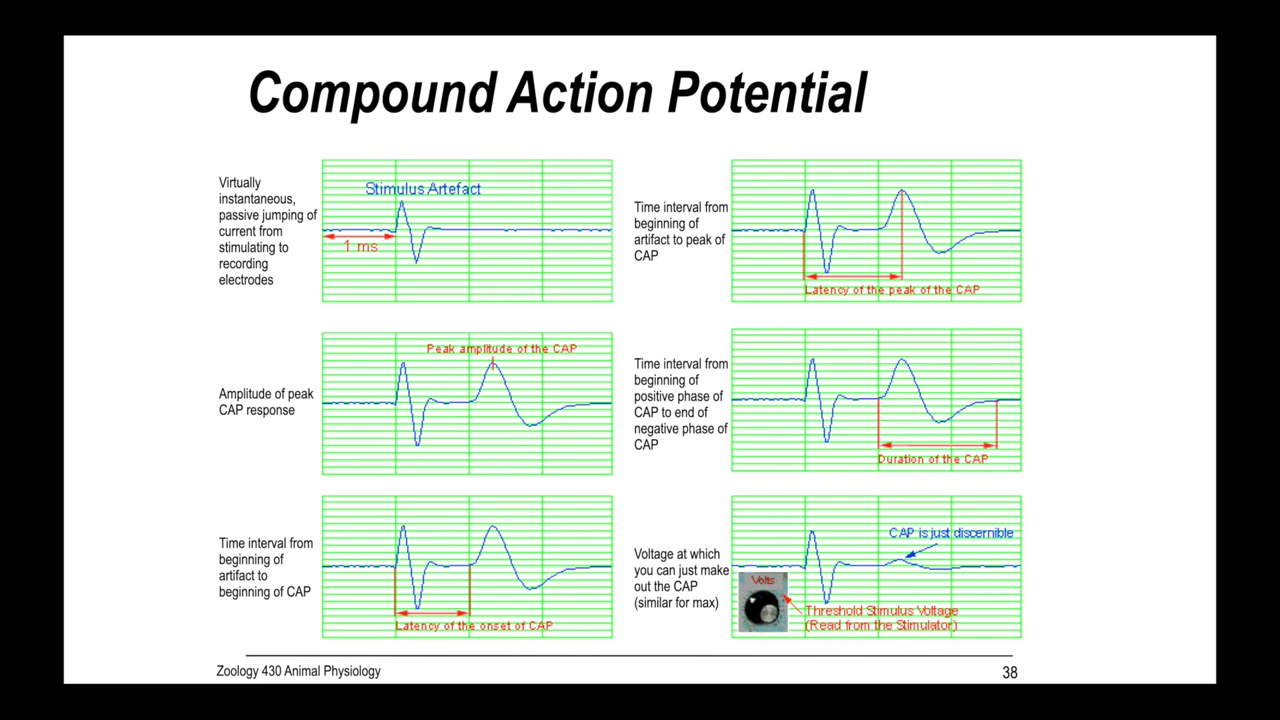 Compound Action Potential
Virtually
instantaneous,
passive jumping of
current from
stimulating to
recording
electrodes
Stimulus Artefact
1 ms
Time interval from
beginning of
artifact to peak of
CAP
Latency of the peak of the CAP
Amplitude of peak
CAP response
Peak amplitude of the CAP
Time interval from
beginning of
positive phase of
CAP to end of
negative phase of
CAP
Duration of the CAP
Time interval from
beginning of
artifact to
beginning of CAP
Latency of the onset of CAP
Voltage at which
you can just make
out the CAP
(similar for max)
CAP is just discernible
Volts
Threshold Stimulus Voltage
(Read from the Stimulator)
Zoology 430 Animal Physiology
38